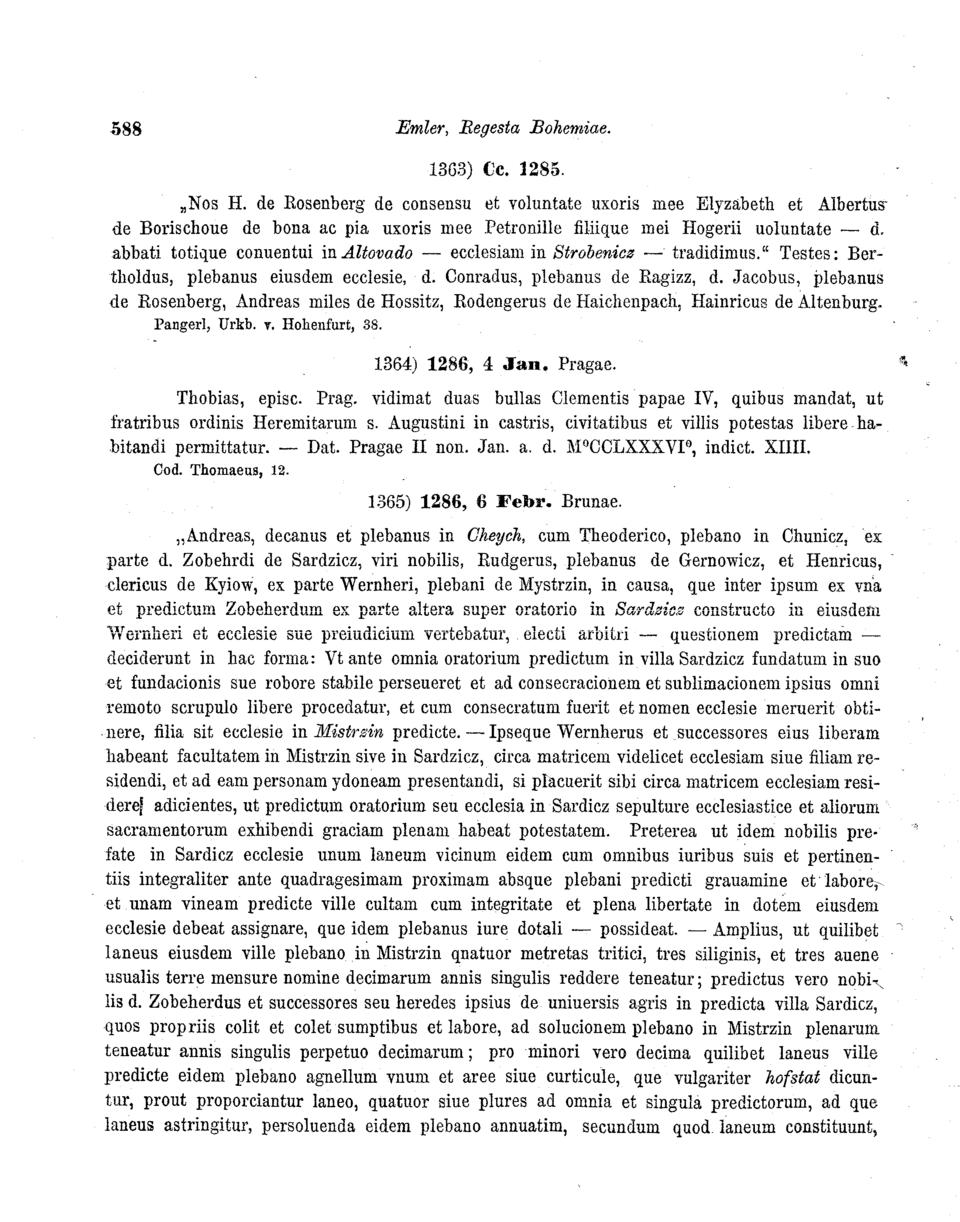 588 Emler, Regesta Bohemiae.
1363) Cc. 1285.
„Nos H. de Rosenberg de consensu et voluntate uxoris mee Elyzabeth et Albertus
de Borischoue de bona ac pia uxoris mee Petronille filiique mei Hogerii uoluntate — d.
abbati totique conuentui in Altovado — ecclesiam in Strobenicz — tradidimus.“ Testes: Ber-
tholdus, plebanus eiusdem ecclesie, d. Conradus, plebanus de Ragizz, d. Jacobus, plebanus
de Rosenberg, Andreas miles de Hossitz, Rodengerus de Haichenpach, Hainricus de Altenburg.
Pangerl, Urkb. v. Hohenfurt, 38.
1364) 1286, 4 Jan. Pragae.
Thobias, episc. Prag. vidimat duas bullas Clementis papae IV, quibus mandat, ut
fratribus ordinis Heremitarum s. Augustini in castris, civitatibus et villis potestas libere ha-
bitandi permittatur. — Dat. Pragae II non. Jan. a. d. MºCCLXXXVIº, indict. XIIII.
Cod. Thomaeus, 12.
1365) 1286, 6 Febr. Brunae.
„Andreas, decanus et plebanus in Cheych, cum Theoderico, plebano in Chunicz, ex
parte d. Zobehrdi de Sardzicz, viri nobilis, Rudgerus, plebanus de Gernowicz, et Henricus,
clericus de Kyiow, ex parte Wernheri, plebani de Mystrzin, in causa, que inter ipsum ex vna
et predictum Zobeherdum ex parte altera super oratorio in Sardzicz constructo in eiusdem
Wernheri et ecclesie sue preiudicium vertebatur, electi arbitri — questionem predictam —
deciderunt in hac forma: Vt ante omnia oratorium predictum in villa Sardzicz fundatum in suo
et fundacionis sue robore stabile perseueret et ad consecracionem et sublimacionem ipsius omni
remoto scrupulo libere procedatur, et cum consecratum fuerit et nomen ecclesie meruerit obti-
nere, filia sit ecclesie in Mistrzin predicte. — Ipseque Wernherus et successores eius liberam
habeant facultatem in Mistrzin sive in Sardzicz, circa matricem videlicet ecclesiam siue filiam re-
sidendi, et ad eam personam ydoneam presentandi, si placuerit sibi circa matricem ecclesiam resi-
dere; adicientes, ut predictum oratorium seu ecclesia in Sardicz sepulture ecclesiastice et aliorum
sacramentorum exhibendi graciam plenam habeat potestatem. Preterea ut idem nobilis pre-
fate in Sardicz ecclesie unum laneum vicinum eidem cum omnibus iuribus suis et pertinen-
tiis integraliter ante quadragesimam proximam absque plebani predicti grauamine et labore,
et unam vineam predicte ville cultam cum integritate et plena libertate in dotem eiusdem
ecclesie debeat assignare, que idem plebanus iure dotali — possideat. — Amplius, ut quilibet
laneus eiusdem ville plebano in Mistrzin qnatuor metretas tritici, tres siliginis, et tres auene
usualis terre mensure nomine decimarum annis singulis reddere teneatur; predictus vero nobi-
lis d. Zobeherdus et successores seu heredes ipsius de uniuersis agris in predicta villa Sardicz,
quos propriis colit et colet sumptibus et labore, ad solucionem plebano in Mistrzin plenarum
teneatur annis singulis perpetuo decimarum; pro minori vero decima quilibet laneus ville
predicte eidem plebano agnellum vnum et aree siue curticule, que vulgariter hofstat dicun-
tur, prout proporciantur laneo, quatuor siue plures ad omnia et singula predictorum, ad que
laneus astringitur, persoluenda eidem plebano annuatim, secundum quod laneum constituunt,